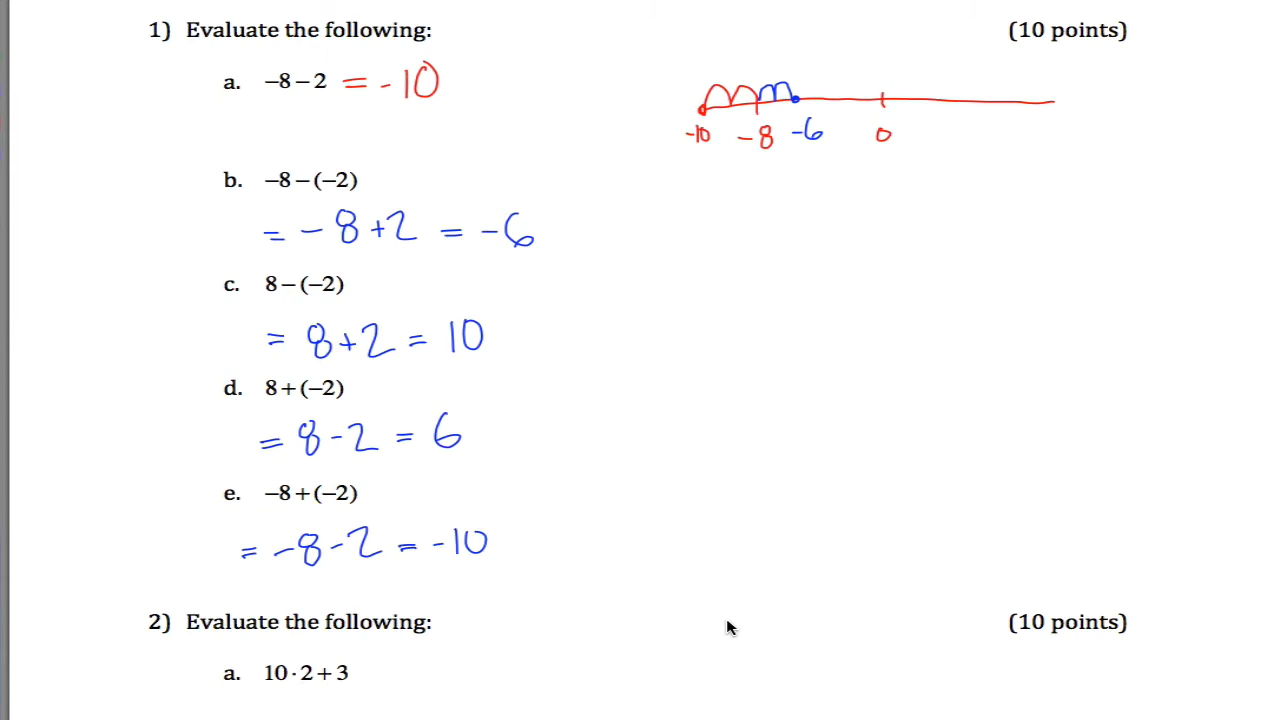 1) Evaluate the following: (10 points)
a. −8 − 2 = -10
-10 -8 -6 0
b. −8 − (−2)
= -8+2 = -6
c. 8 − (−2)
= 8+2 = 10
d. 8 + (−2)
= 8-2 = 6
e. −8 + (−2)
= -8-2 = -10
2) Evaluate the following: (10 points)
a. 10 · 2 + 3